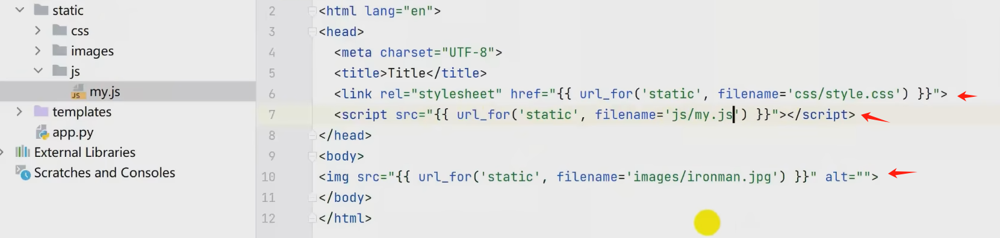 static
css
images
js
JS my.js
templates
app.py
External Libraries
Scratches and Consoles
2 <html lang="en">
3 <head>
4 <meta charset="UTF-8">
5 <title>Title</title>
6 <link rel="stylesheet" href="{{ url_for('static', filename='css/style.css') }}">
7 <script src="{{ url_for('static', filename='js/my.js') }}"></script>
8 </head>
9 <body>
10 <img src="{{ url_for('static', filename='images/ironman.jpg') }}" alt="">
11 </body>
12 </html>